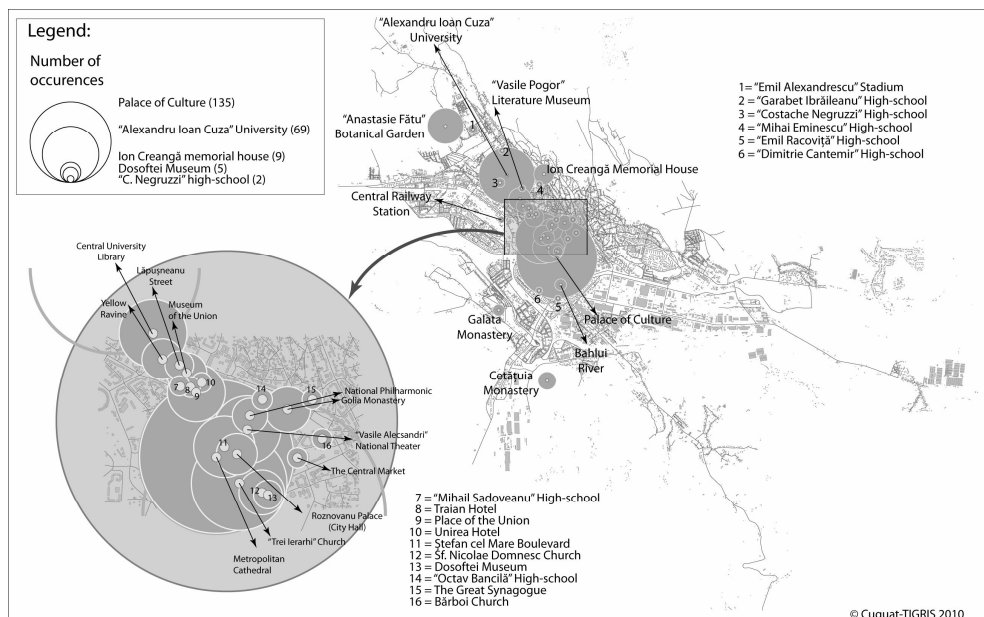 Legend:
Number of
occurences
Palace of Culture (135)
"Alexandru Ioan Cuza" University (69)
Ion Creangă memorial house (9)
Dosoftei Museum (5)
"C. Negruzzi" high-school (2)
"Alexandru Ioan Cuza"
University
"Vasile Pogor"
Literature Museum
"Anastasie Fătu"
Botanical Garden
1
2
3
4
Ion Creangă Memorial House
Central Railway
Station
6
5
Palace of Culture
Galata
Monastery
Bahlui
River
Cetățuia
Monastery
1= "Emil Alexandrescu" Stadium
2 = "Garabet Ibrăileanu" High-school
3 = "Costache Negruzzi" High-school
4 = "Mihai Eminescu" High-school
5 = "Emil Racoviță" High-school
6 = "Dimitrie Cantemir" High-school
Central University
Library
Lăpușneanu
Street
Yellow
Ravine
Museum
of the Union
7
8
9
10
14
15
National Philharmonic
Golia Monastery
"Vasile Alecsandri"
National Theater
16
11
The Central Market
12
13
Roznovanu Palace
(City Hall)
"Trei Ierarhi" Church
Metropolitan
Cathedral
7 = "Mihail Sadoveanu" High-school
8 = Traian Hotel
9 = Place of the Union
10 = Unirea Hotel
11 = Ștefan cel Mare Boulevard
12 = Sf. Nicolae Domnesc Church
13 = Dosoftei Museum
14 = "Octav Bancilă" High-school
15 = The Great Synagogue
16 = Bărboi Church
© Cuguat-TIGRIS 2010